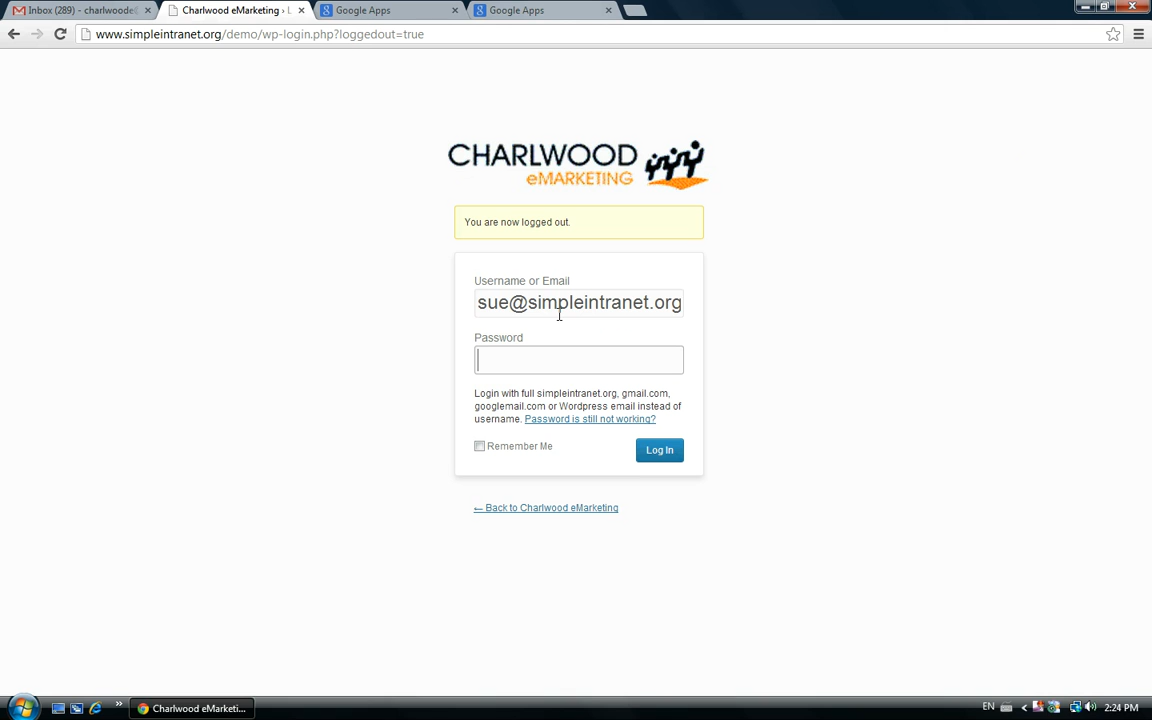 Inbox (289) - charlwoode
Charlwood eMarketing › L
Google Apps
Google Apps
www.simpleintranet.org/demo/wp-login.php?loggedout=true
CHARLWOOD
eMARKETING
You are now logged out.
Username or Email
sue@simpleintranet.org
Password
Login with full simpleintranet.org, gmail.com,
googlemail.com or Wordpress email instead of
username. Password is still not working?
Remember Me
Log In
← Back to Charlwood eMarketing
Charlwood eMarketi...
EN
2:24 PM